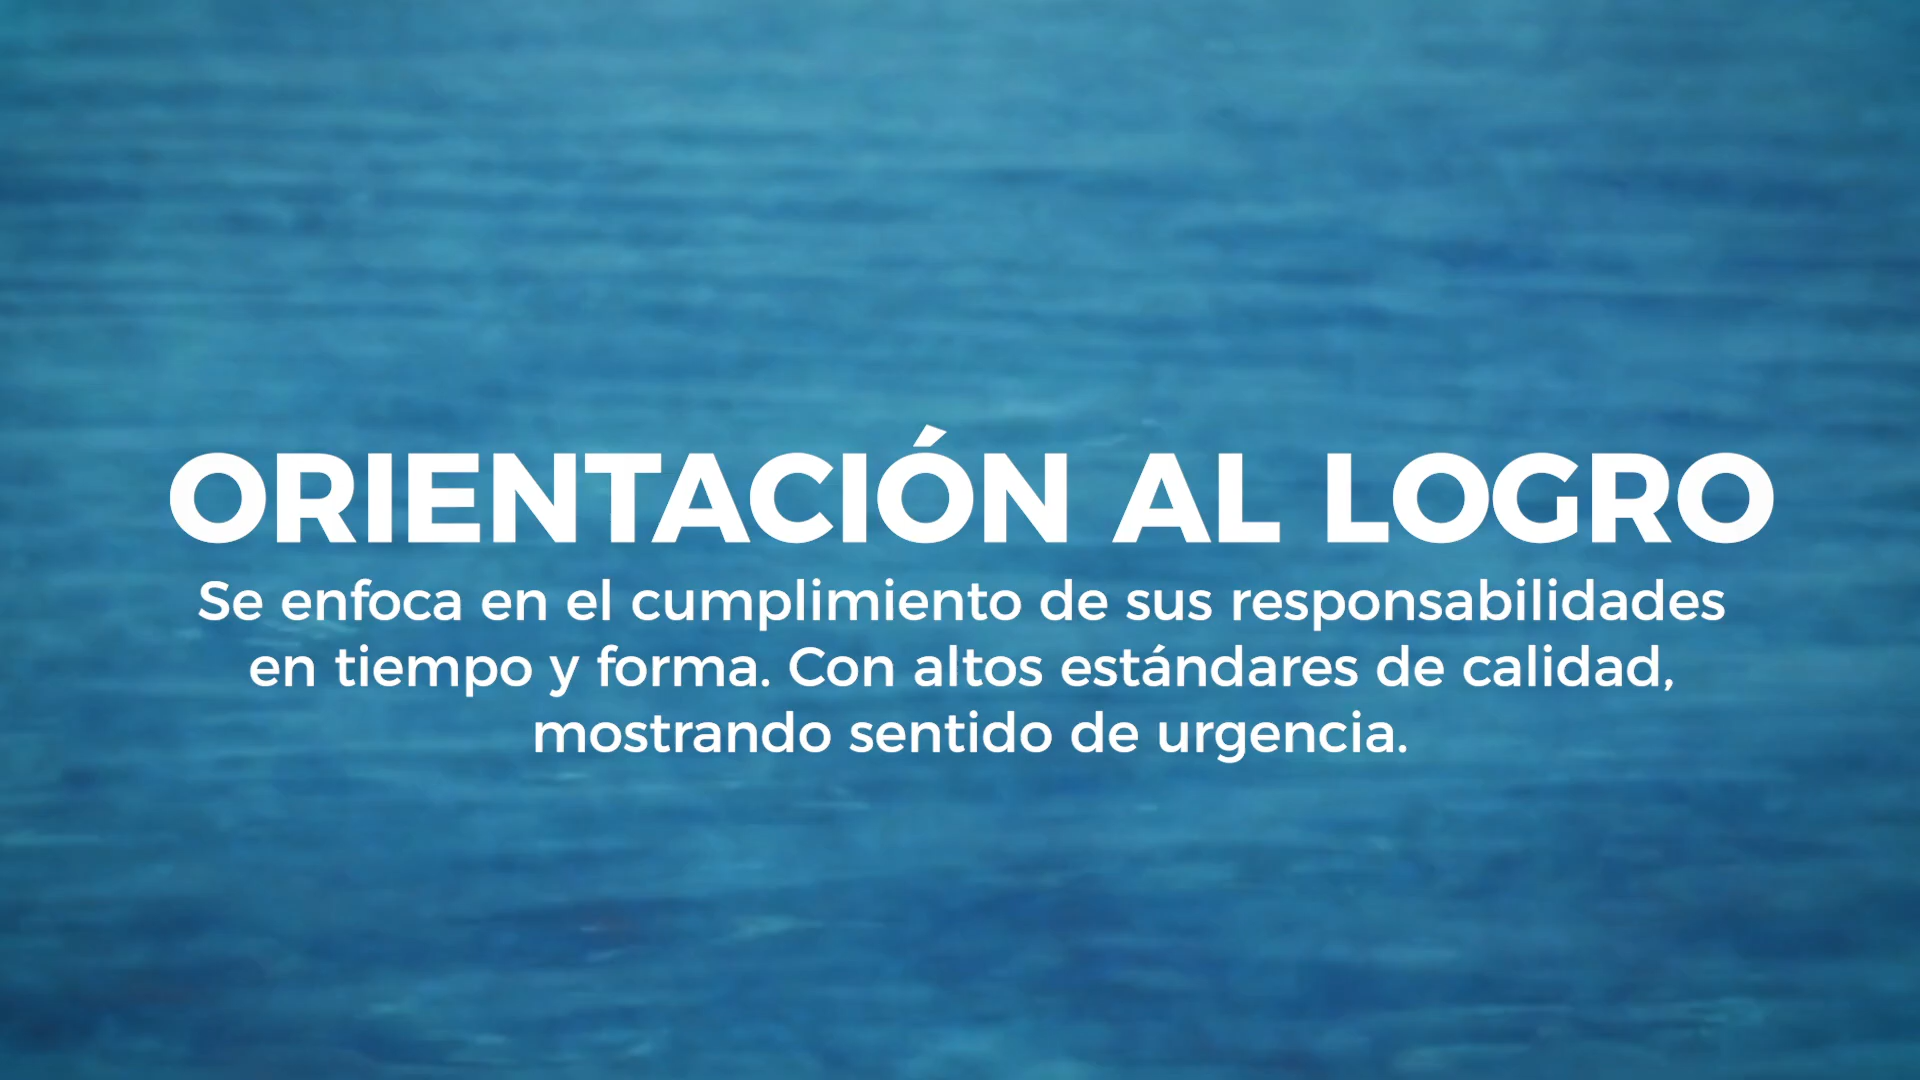 ORIENTACIÓN AL LOGRO
Se enfoca en el cumplimiento de sus responsabilidades
en tiempo y forma. Con altos estándares de calidad,
mostrando sentido de urgencia.